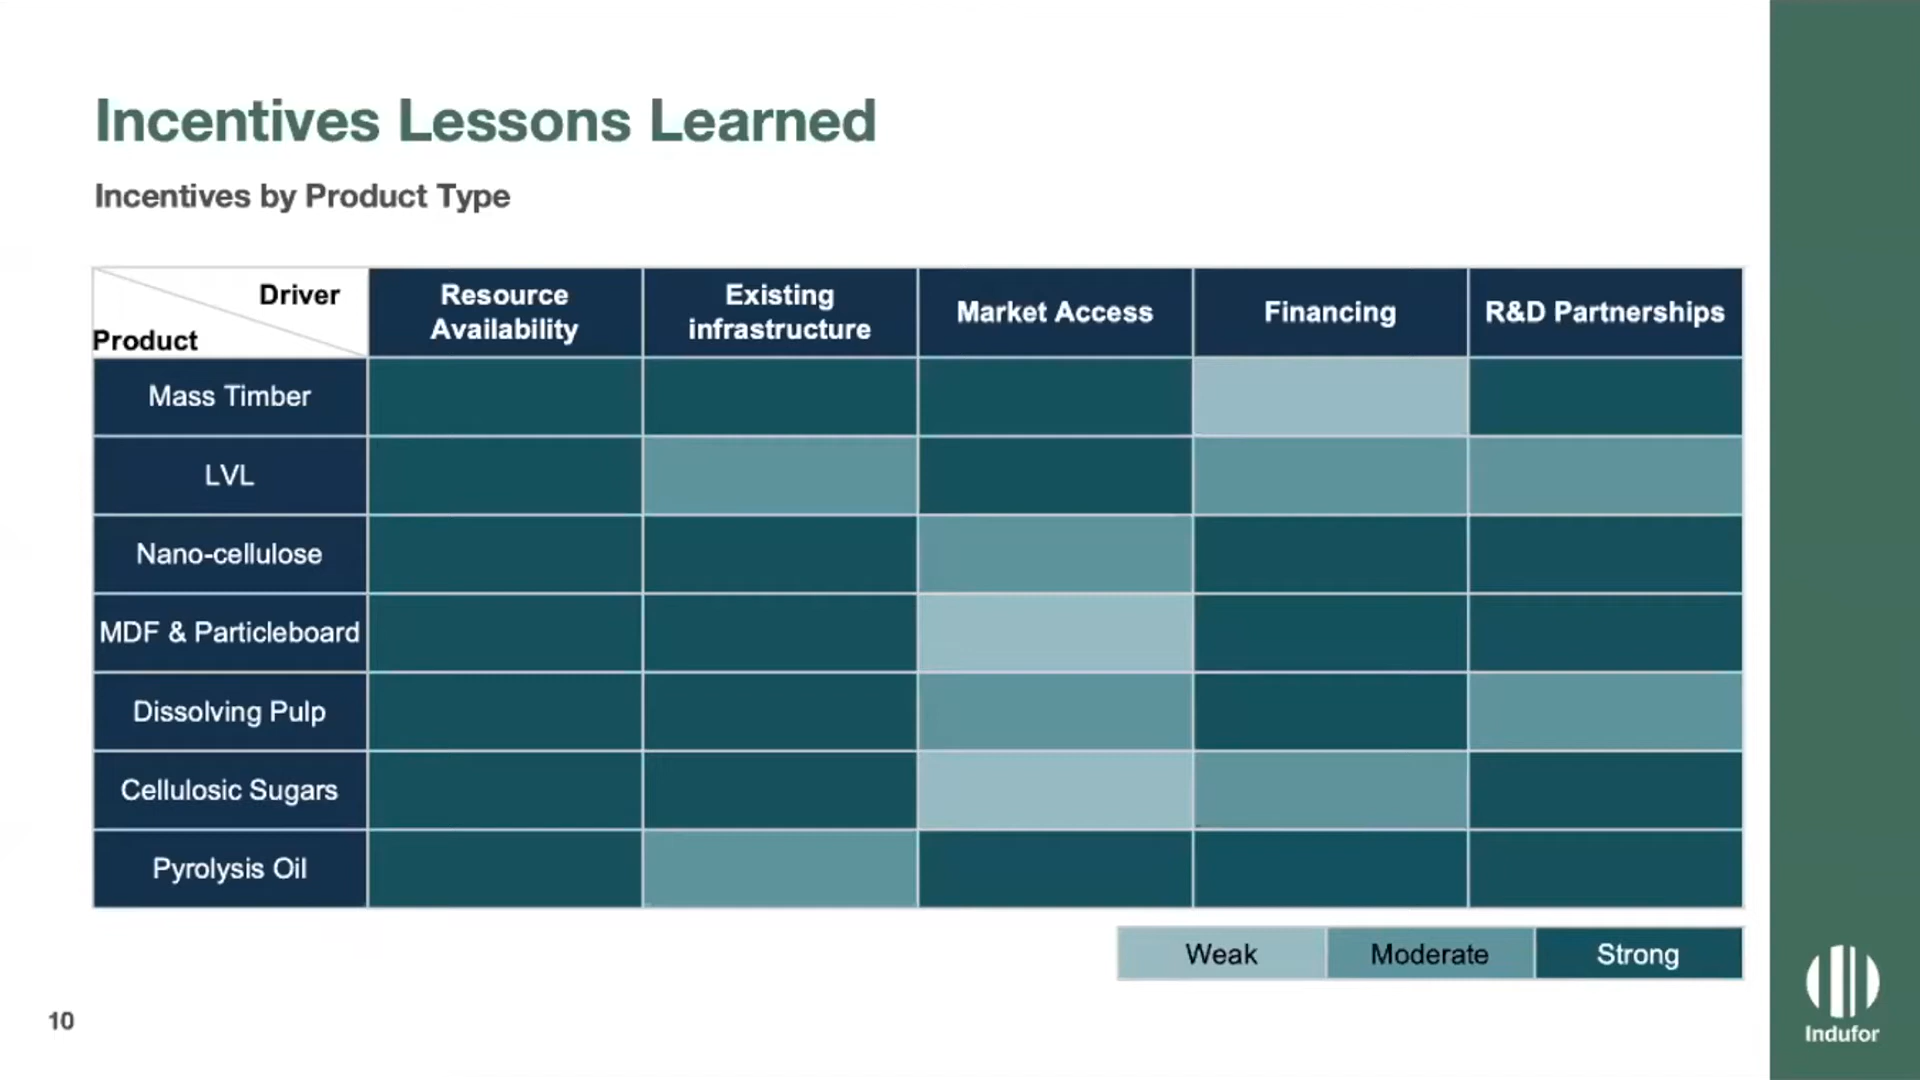 Incentives Lessons Learned
Incentives by Product Type
Driver
Product
Resource
Availability
Existing
infrastructure
Market Access
Financing
R&D Partnerships
Mass Timber
LVL
Nano-cellulose
MDF & Particleboard
Dissolving Pulp
Cellulosic Sugars
Pyrolysis Oil
Weak
Moderate
Strong
10
Indufor